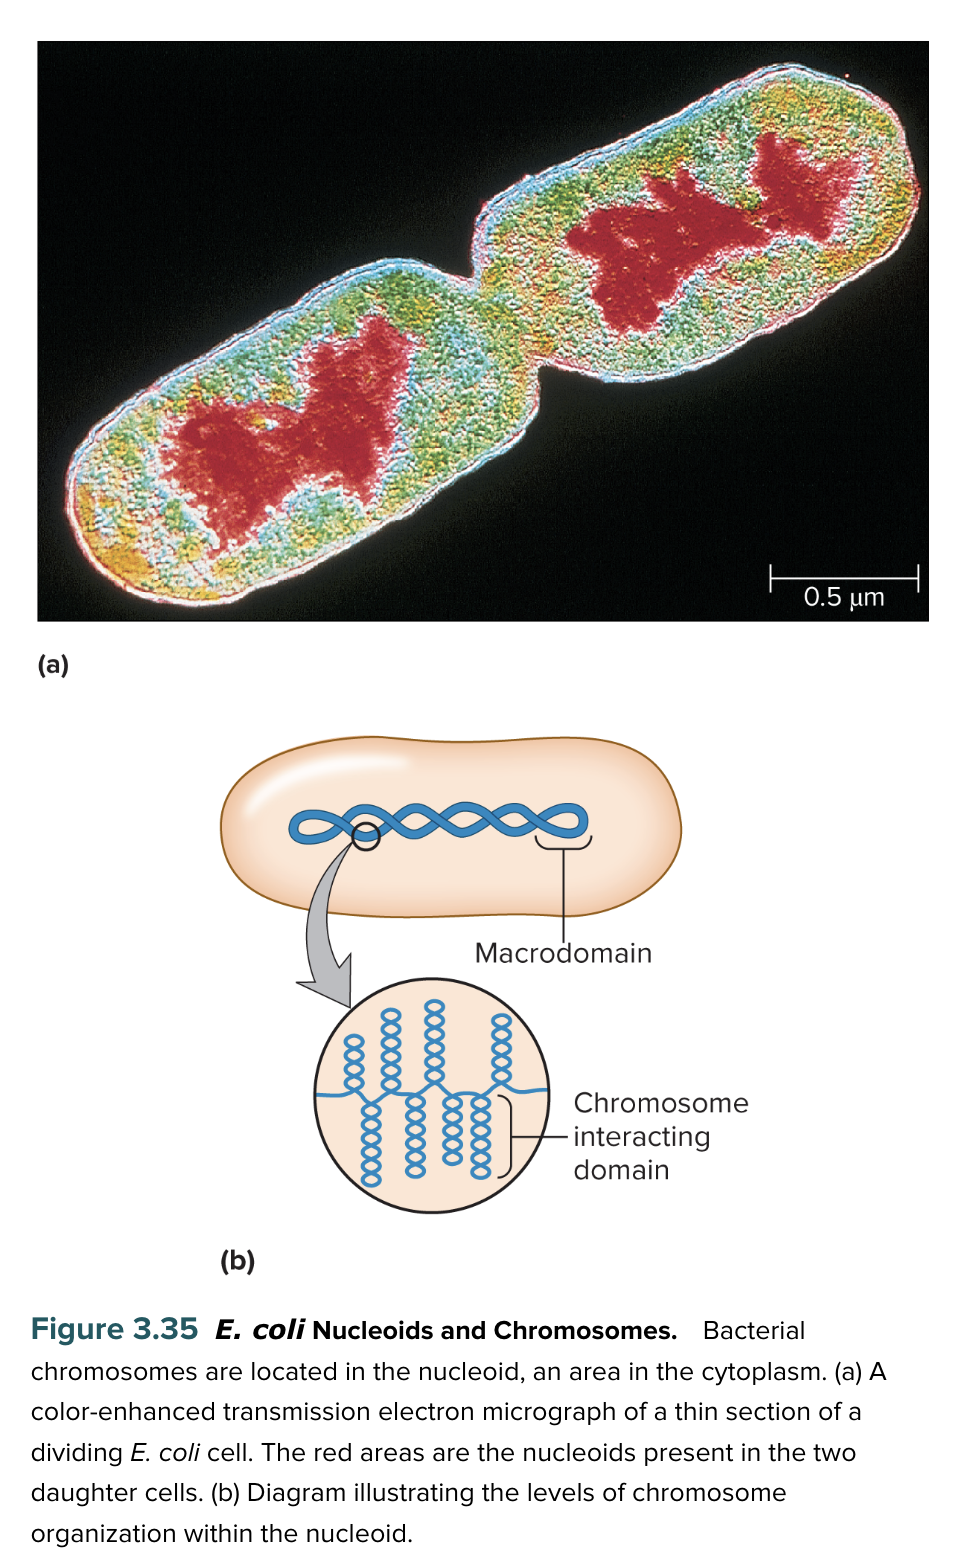 0.5 μm
(a)
Macrodomain
Chromosome
interacting
domain
(b)
Figure 3.35 E. coli Nucleoids and Chromosomes. Bacterial
chromosomes are located in the nucleoid, an area in the cytoplasm. (a) A
color-enhanced transmission electron micrograph of a thin section of a
dividing E. coli cell. The red areas are the nucleoids present in the two
daughter cells. (b) Diagram illustrating the levels of chromosome
organization within the nucleoid.